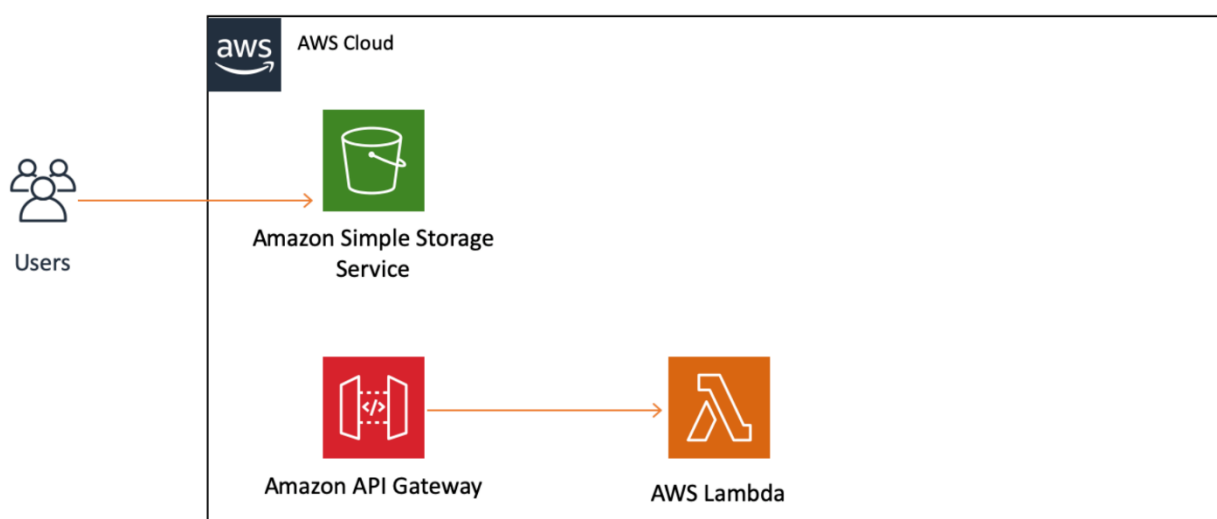 aws
AWS Cloud
Amazon Simple Storage
Service
Users
</>
Amazon API Gateway
AWS Lambda